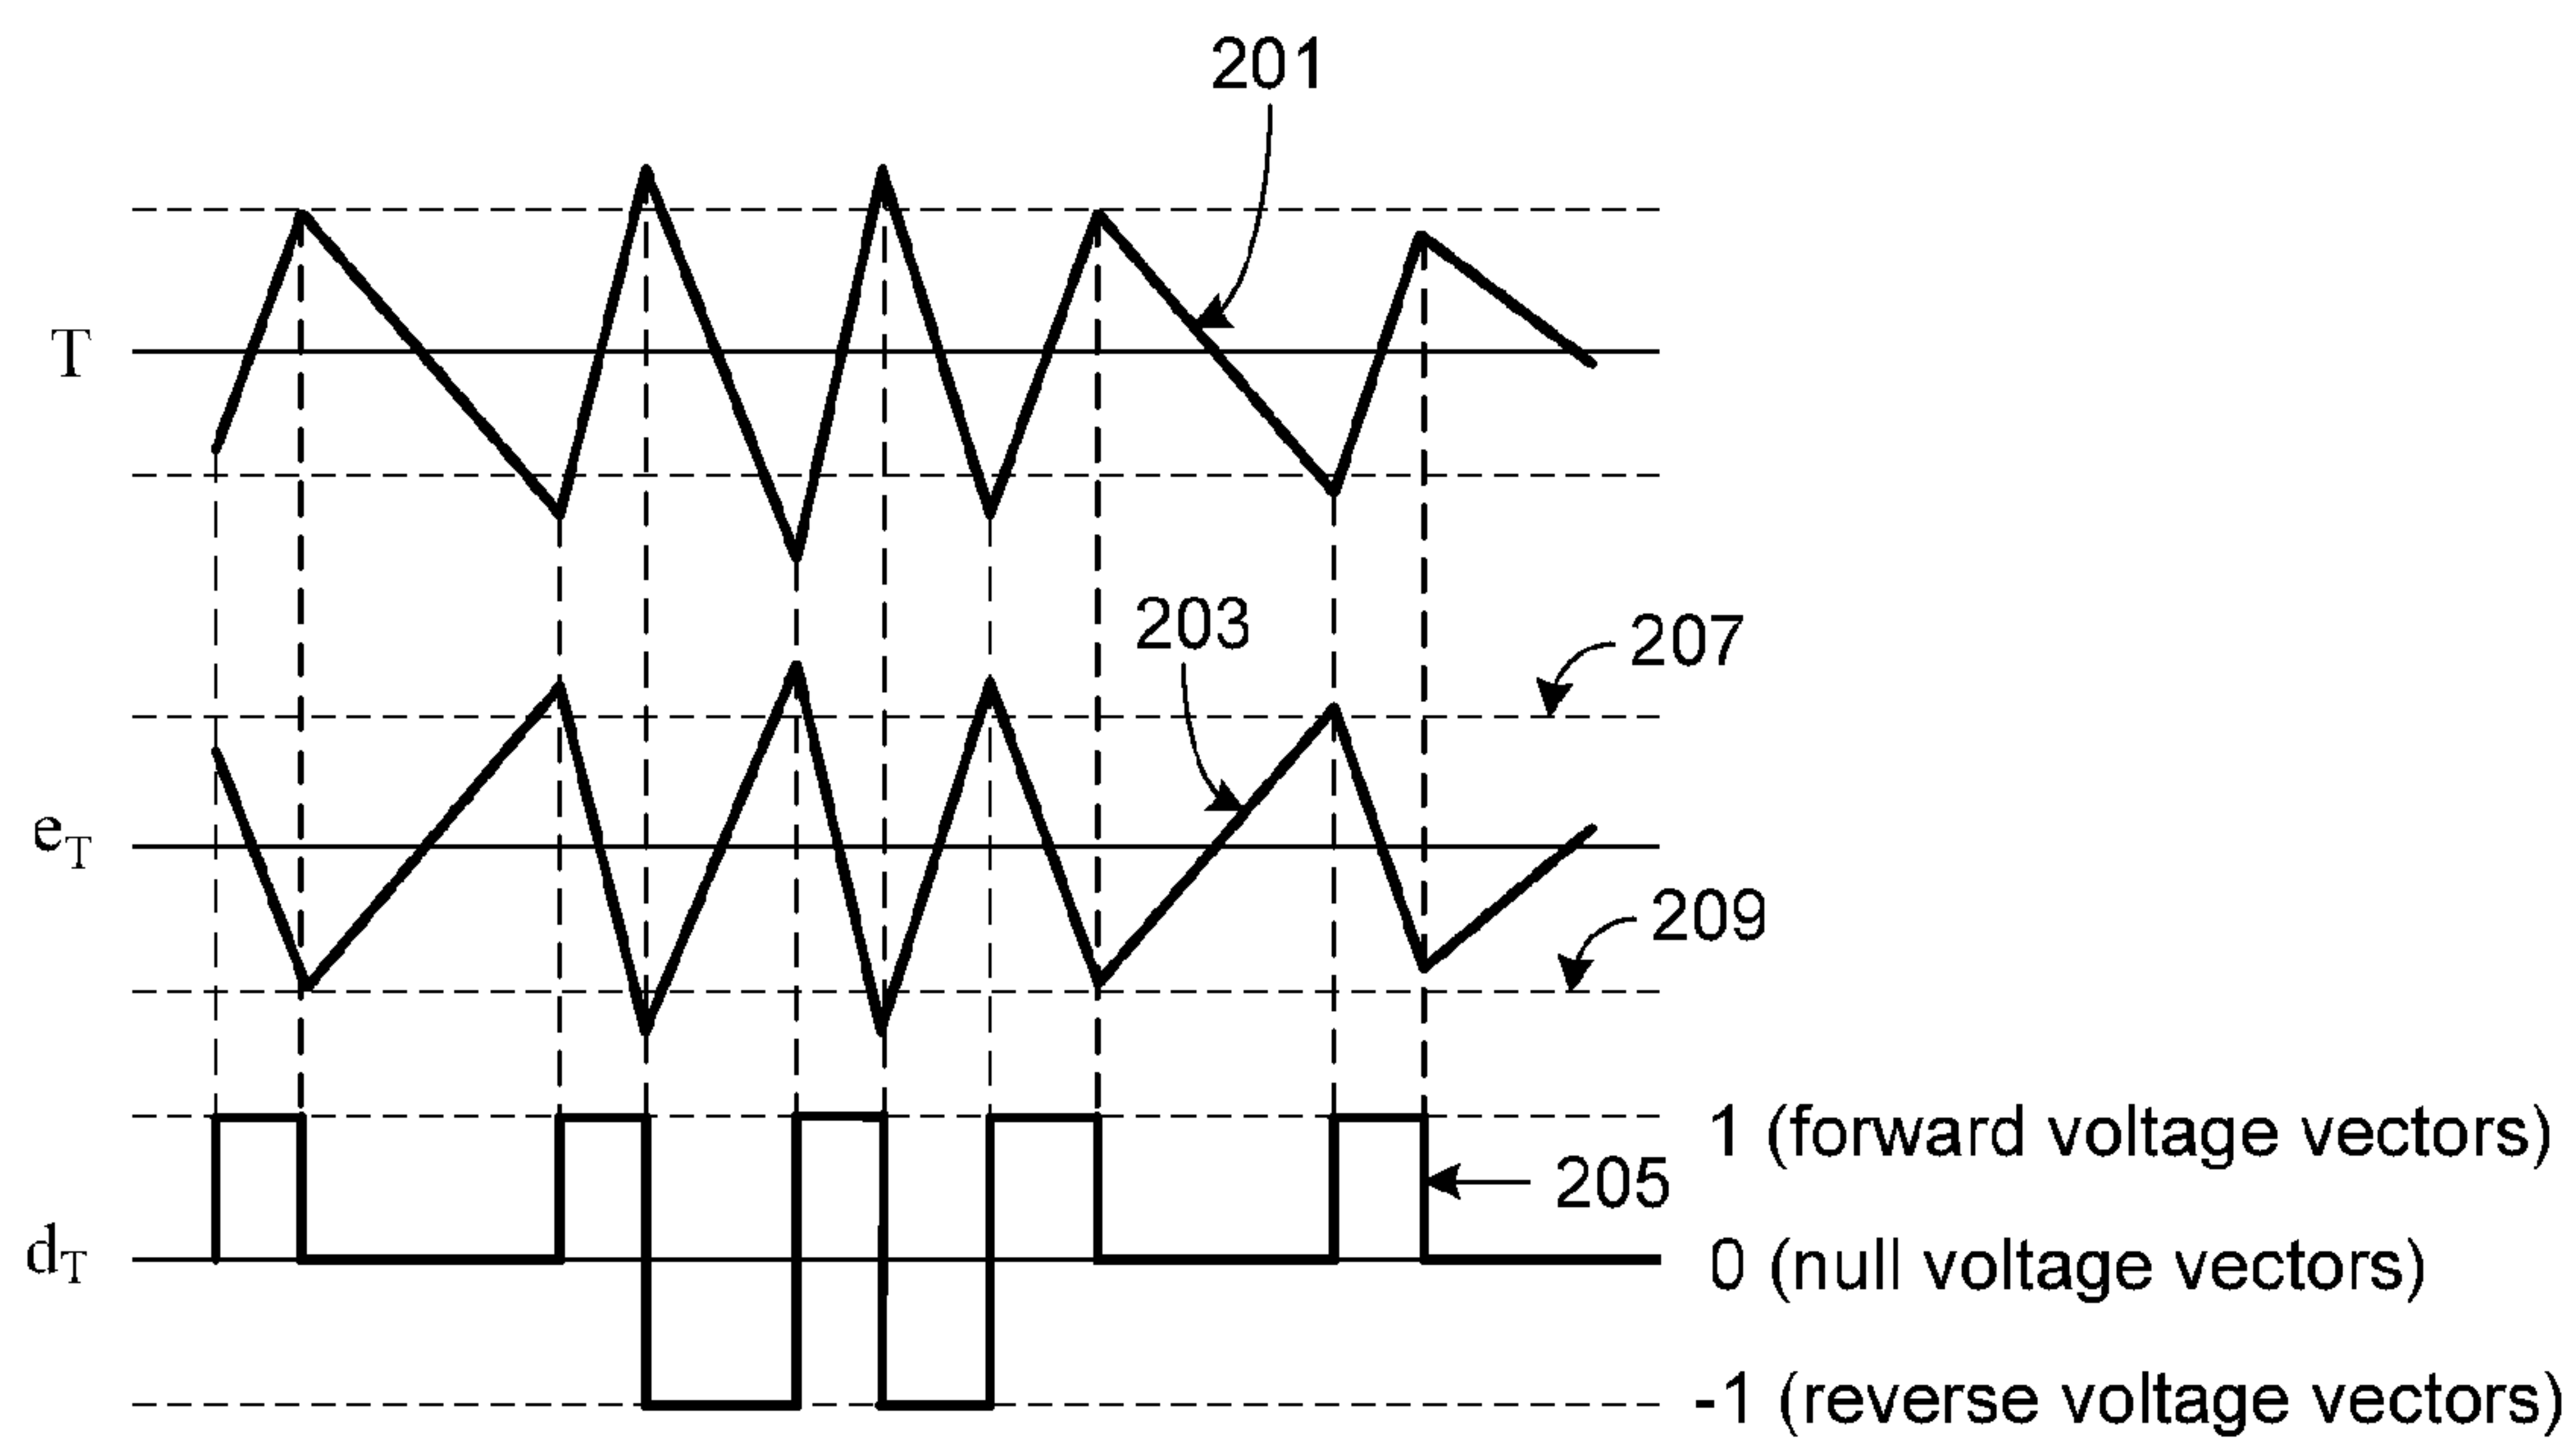 201
T
203
207
e_T
209
1 (forward voltage vectors)
205
d_T
0 (null voltage vectors)
-1 (reverse voltage vectors)